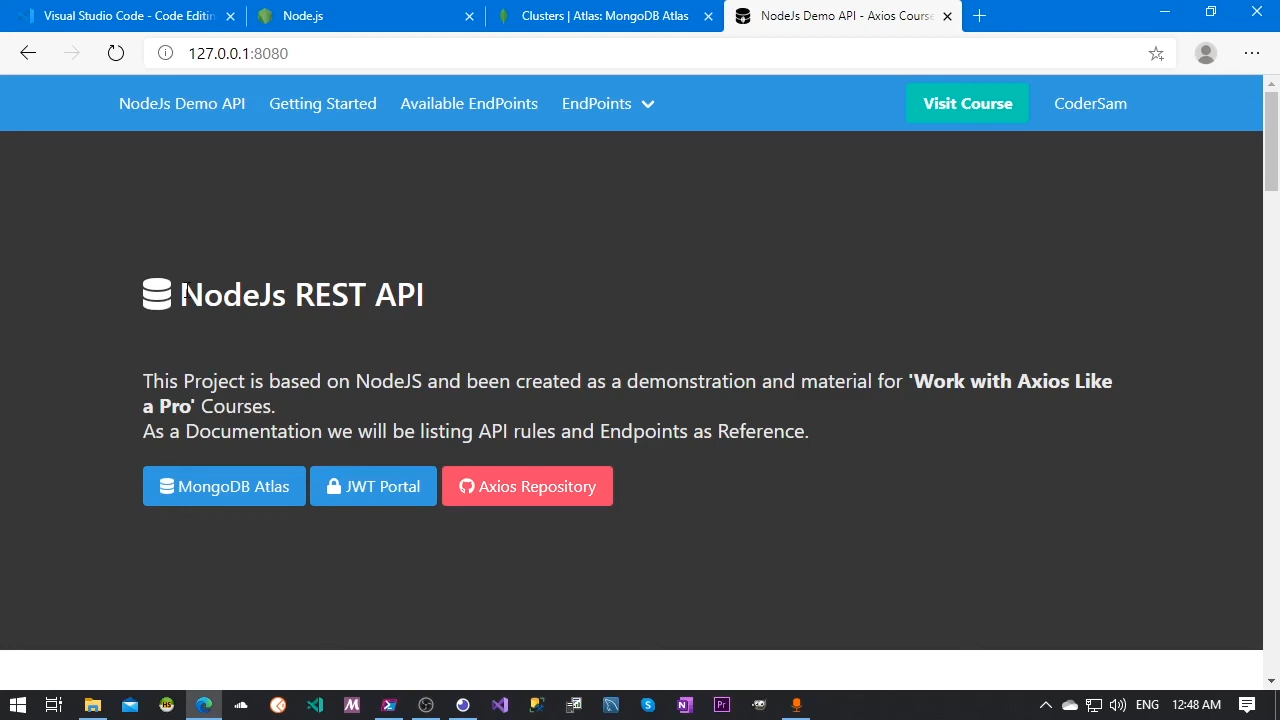 Visual Studio Code - Code Editin
Node.js
Clusters | Atlas: MongoDB Atlas
NodeJs Demo API - Axios Course
127.0.0.1:8080
NodeJs Demo API
Getting Started
Available EndPoints
EndPoints
Visit Course
CoderSam
NodeJs REST API
This Project is based on NodeJS and been created as a demonstration and material for 'Work with Axios Like
a Pro' Courses.
As a Documentation we will be listing API rules and Endpoints as Reference.
MongoDB Atlas
JWT Portal
Axios Repository
ENG
12:48 AM